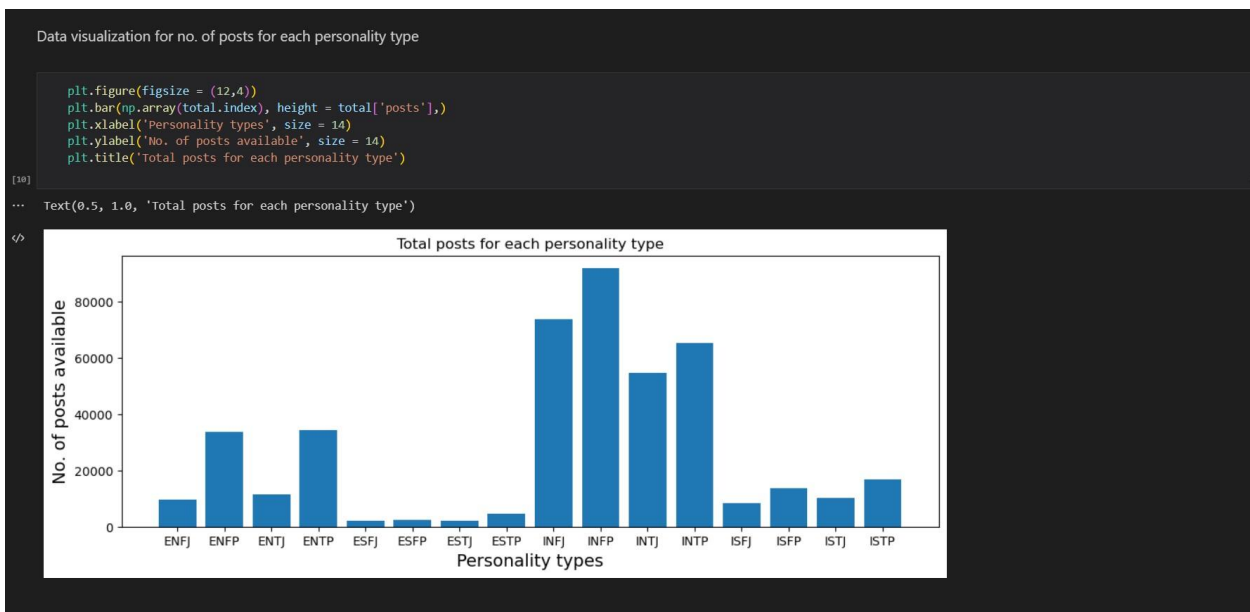 Data visualization for no. of posts for each personality type
plt.figure(figsize = (12,4))
plt.bar(np.array(total.index), height = total['posts'],)
plt.xlabel('Personality types', size = 14)
plt.ylabel('No. of posts available', size = 14)
plt.title('Total posts for each personality type')
[10]
... Text(0.5, 1.0, 'Total posts for each personality type')
</>
Total posts for each personality type
No. of posts available
80000
60000
40000
20000
0
ENFJ ENFP ENTJ ENTP ESFJ ESFP ESTJ ESTP INFJ INFP INTJ INTP ISFJ ISFP ISTJ ISTP
Personality types